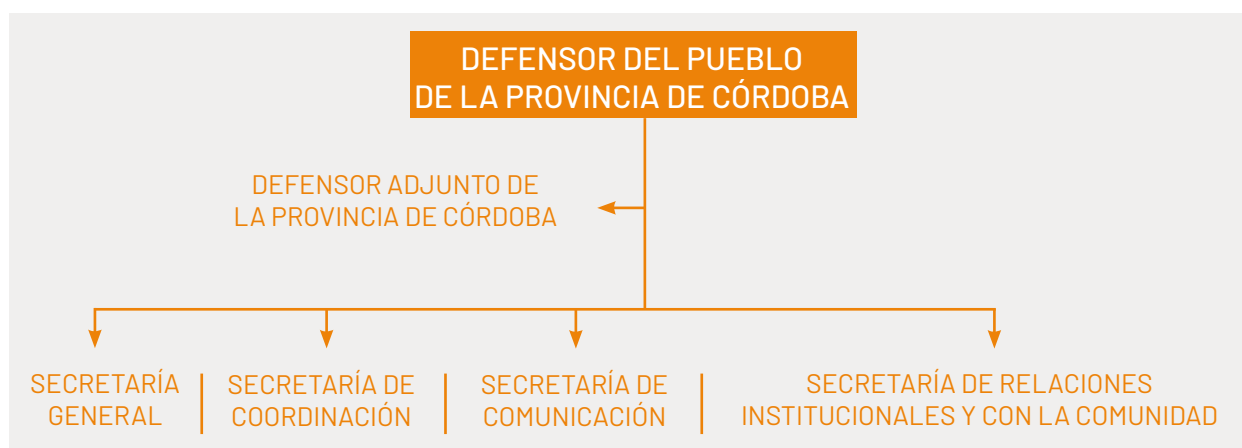 DEFENSOR DEL PUEBLO
DE LA PROVINCIA DE CÓRDOBA
DEFENSOR ADJUNTO DE
LA PROVINCIA DE CÓRDOBA
SECRETARÍA
GENERAL
SECRETARÍA DE
COORDINACIÓN
SECRETARÍA DE
COMUNICACIÓN
SECRETARÍA DE RELACIONES
INSTITUCIONALES Y CON LA COMUNIDAD